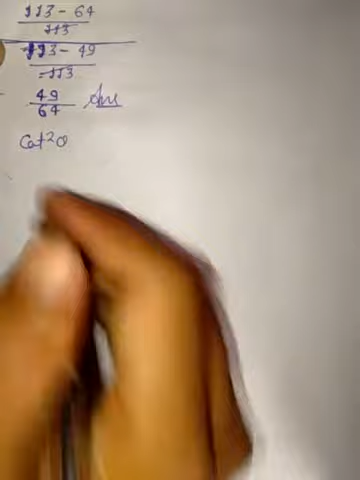 113 - 64
113
113 - 49
113
49
64 Ans
Cot²θ